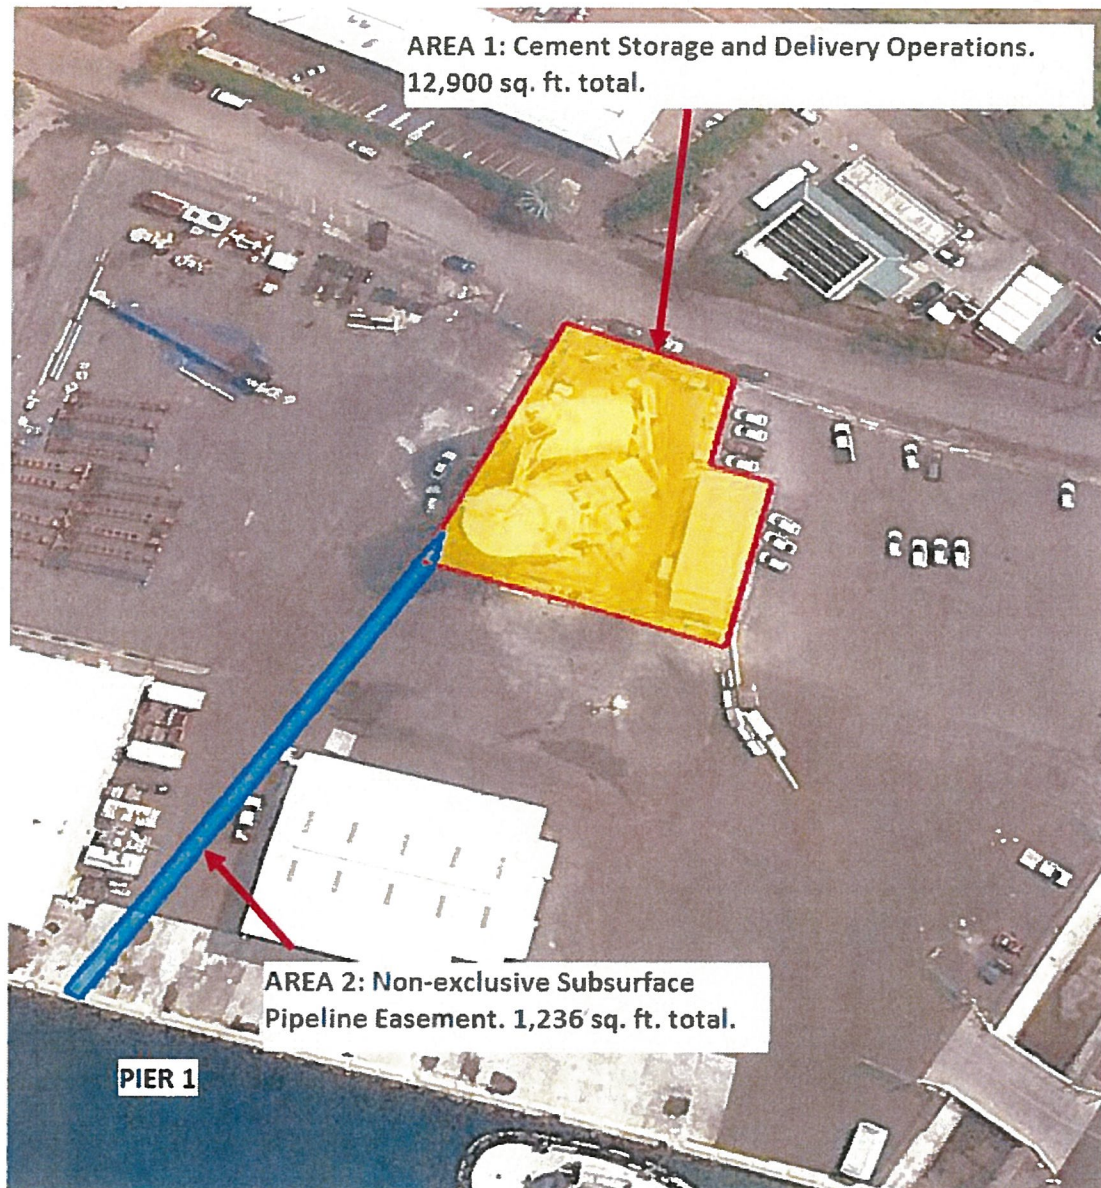 AREA 1: Cement Storage and Delivery Operations.
12,900 sq. ft. total.
AREA 2: Non-exclusive Subsurface
Pipeline Easement. 1,236 sq. ft. total.
PIER 1